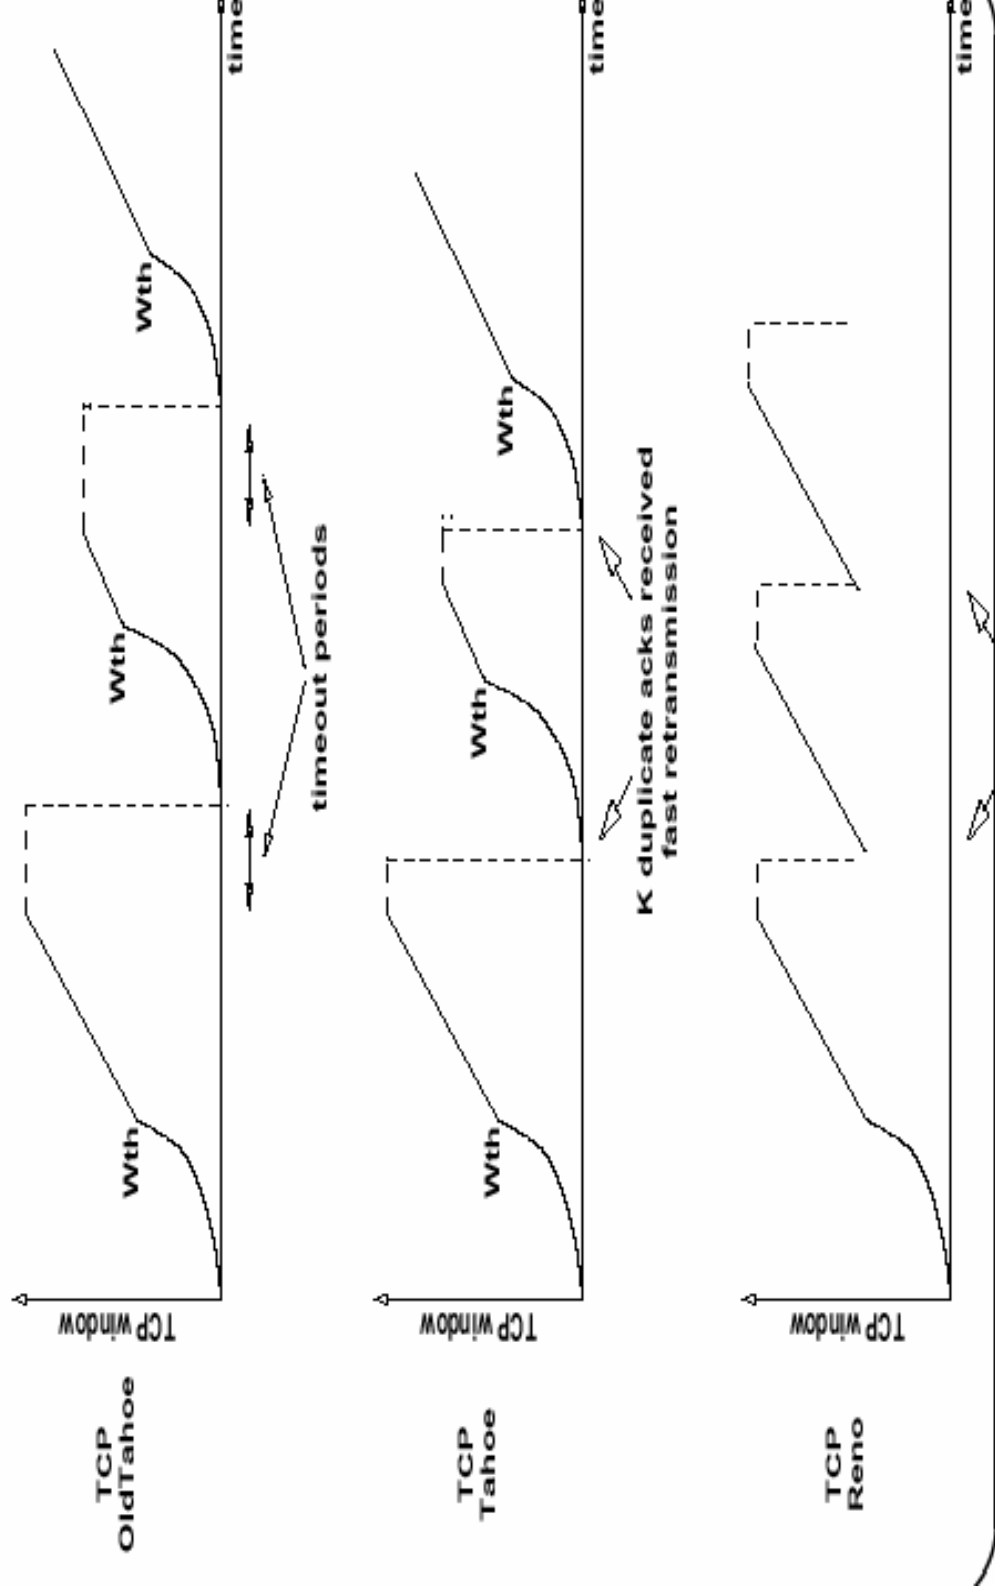 TCP
OldTahoe
TCP window
Wth
Wth
Wth
timeout periods
time
TCP
Tahoe
TCP window
Wth
Wth
Wth
K duplicate acks received
fast retransmission
time
TCP
Reno
TCP window
time